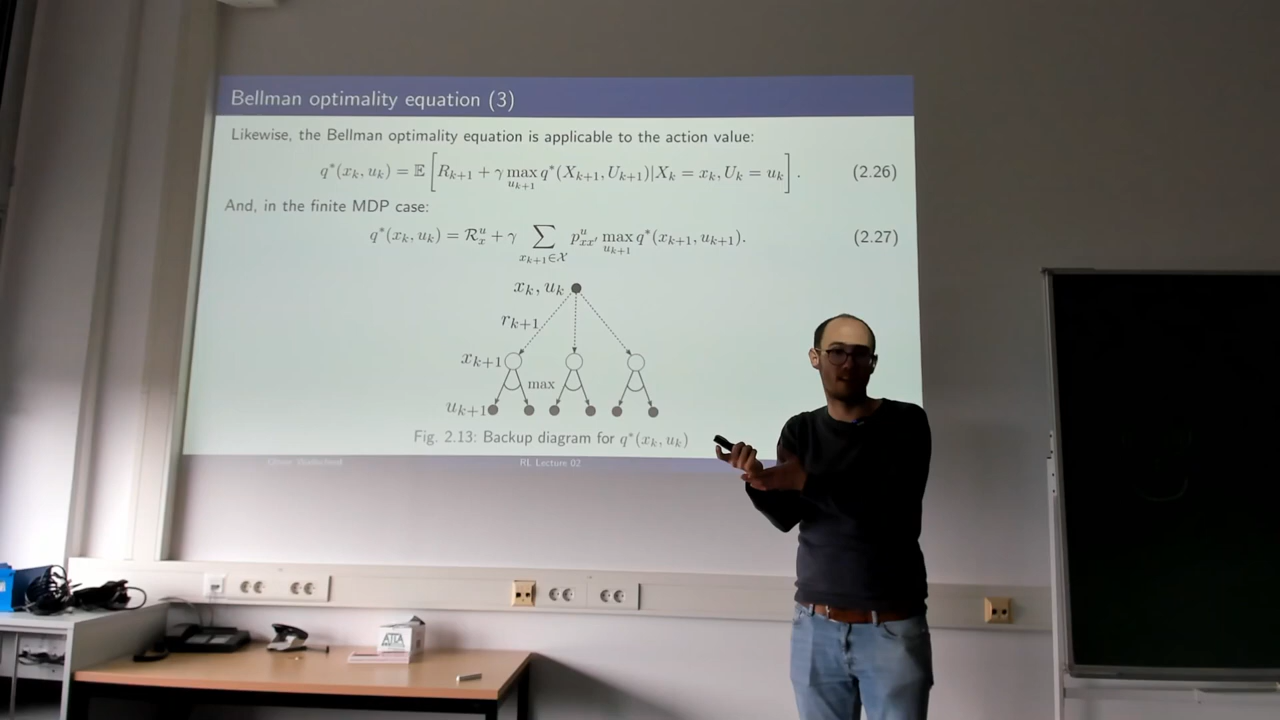 Bellman optimality equation (3)
Likewise, the Bellman optimality equation is applicable to the action value:
q*(x_k, u_k) = 𝔼[R_{k+1} + γ max_{u_{k+1}} q*(X_{k+1}, U_{k+1})|X_k = x_k, U_k = u_k]. (2.26)
And, in the finite MDP case:
q*(x_k, u_k) = ℛ_x^u + γ ∑_{x_{k+1}∈𝒳} p_{xx'}^u max_{u_{k+1}} q*(x_{k+1}, u_{k+1}). (2.27)
x_k, u_k
r_{k+1}
x_{k+1}
max
u_{k+1}
Fig. 2.13: Backup diagram for q*(x_k, u_k)
RL Lecture 02
ATLA